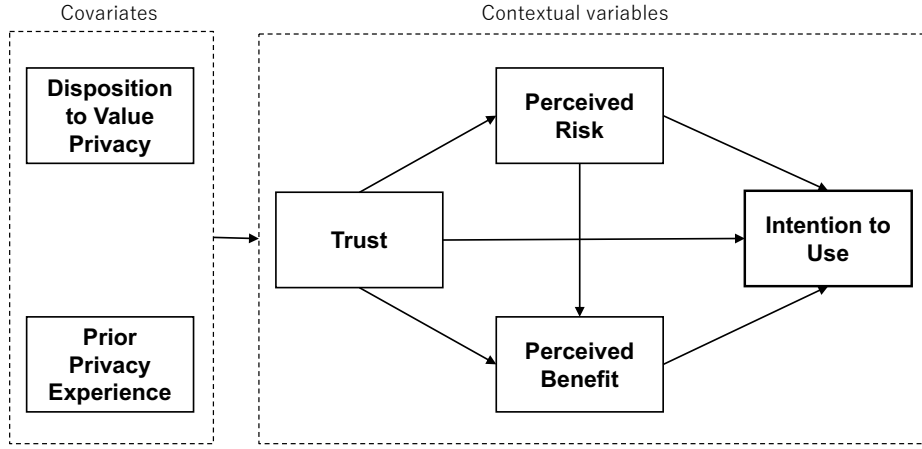 Covariates
Contextual variables
Disposition
to Value
Privacy
Prior
Privacy
Experience
Trust
Perceived
Risk
Perceived
Benefit
Intention to
Use